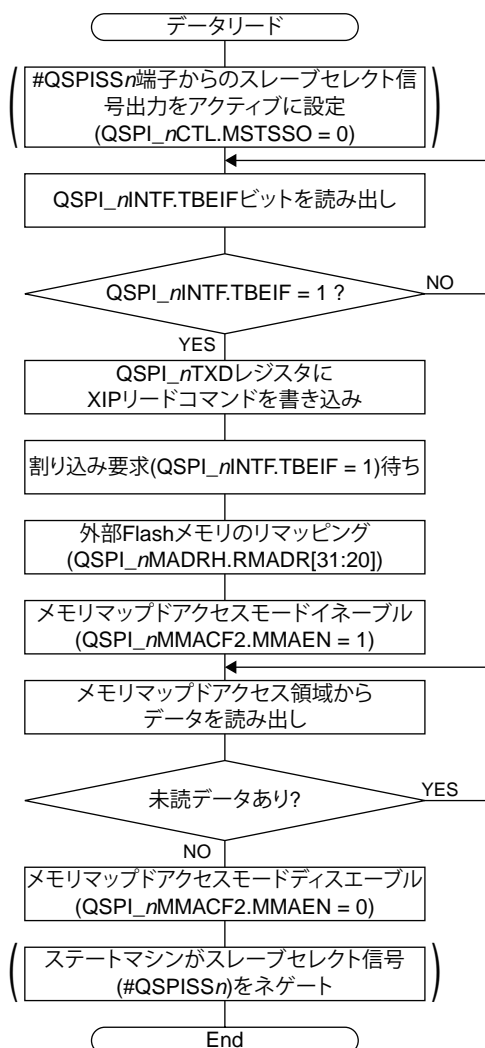 データリード
#QSPISSn端子からのスレーブセレクト信
号出力をアクティブに設定
(QSPI_nCTL.MSTSSO = 0)
QSPI_nINTF.TBEIFビットを読み出し
QSPI_nINTF.TBEIF = 1 ?
NO
YES
QSPI_nTXDレジスタに
XIPリードコマンドを書き込み
割り込み要求(QSPI_nINTF.TBEIF = 1)待ち
外部Flashメモリのリマッピング
(QSPI_nMADRH.RMADR[31:20])
メモリマップドアクセスモードイネーブル
(QSPI_nMMACF2.MMAEN = 1)
メモリマップドアクセス領域から
データを読み出し
未読データあり?
YES
NO
メモリマップドアクセスモードディスエーブル
(QSPI_nMMACF2.MMAEN = 0)
ステートマシンがスレーブセレクト信号
(#QSPISSn)をネゲート
End